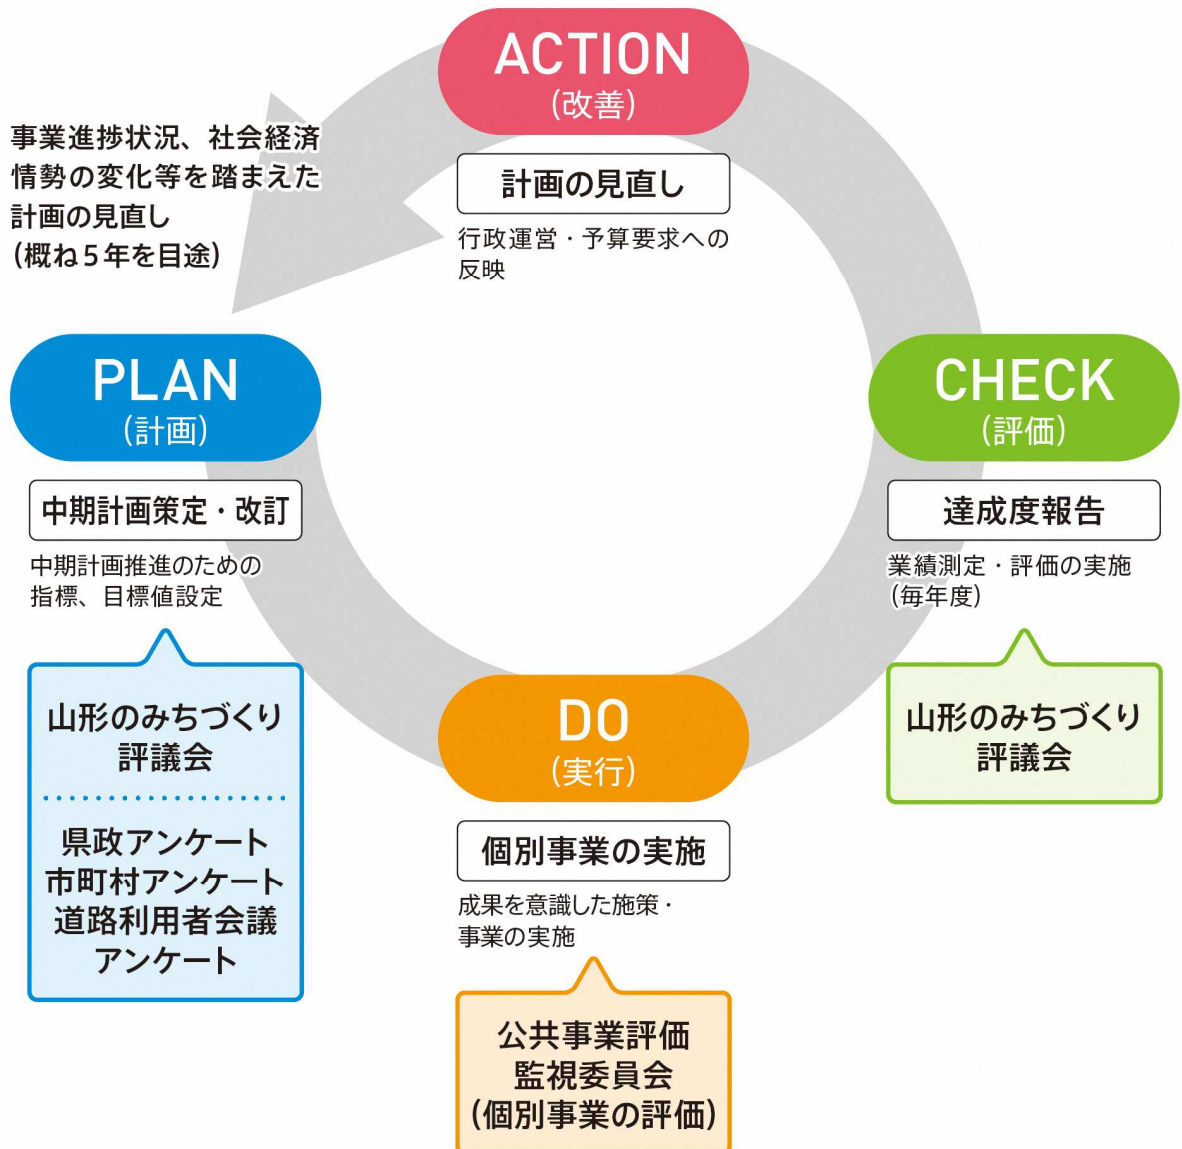 ACTION
(改善)
計画の見直し
行政運営・予算要求への
反映
事業進捗状況、社会経済
情勢の変化等を踏まえた
計画の見直し
(概ね5年を目途)
PLAN
(計画)
中期計画策定・改訂
中期計画推進のための
指標、目標値設定
山形のみちづくり
評議会
県政アンケート
市町村アンケート
道路利用者会議
アンケート
DO
(実行)
個別事業の実施
成果を意識した施策・
事業の実施
公共事業評価
監視委員会
(個別事業の評価)
CHECK
(評価)
達成度報告
業績測定・評価の実施
(毎年度)
山形のみちづくり
評議会